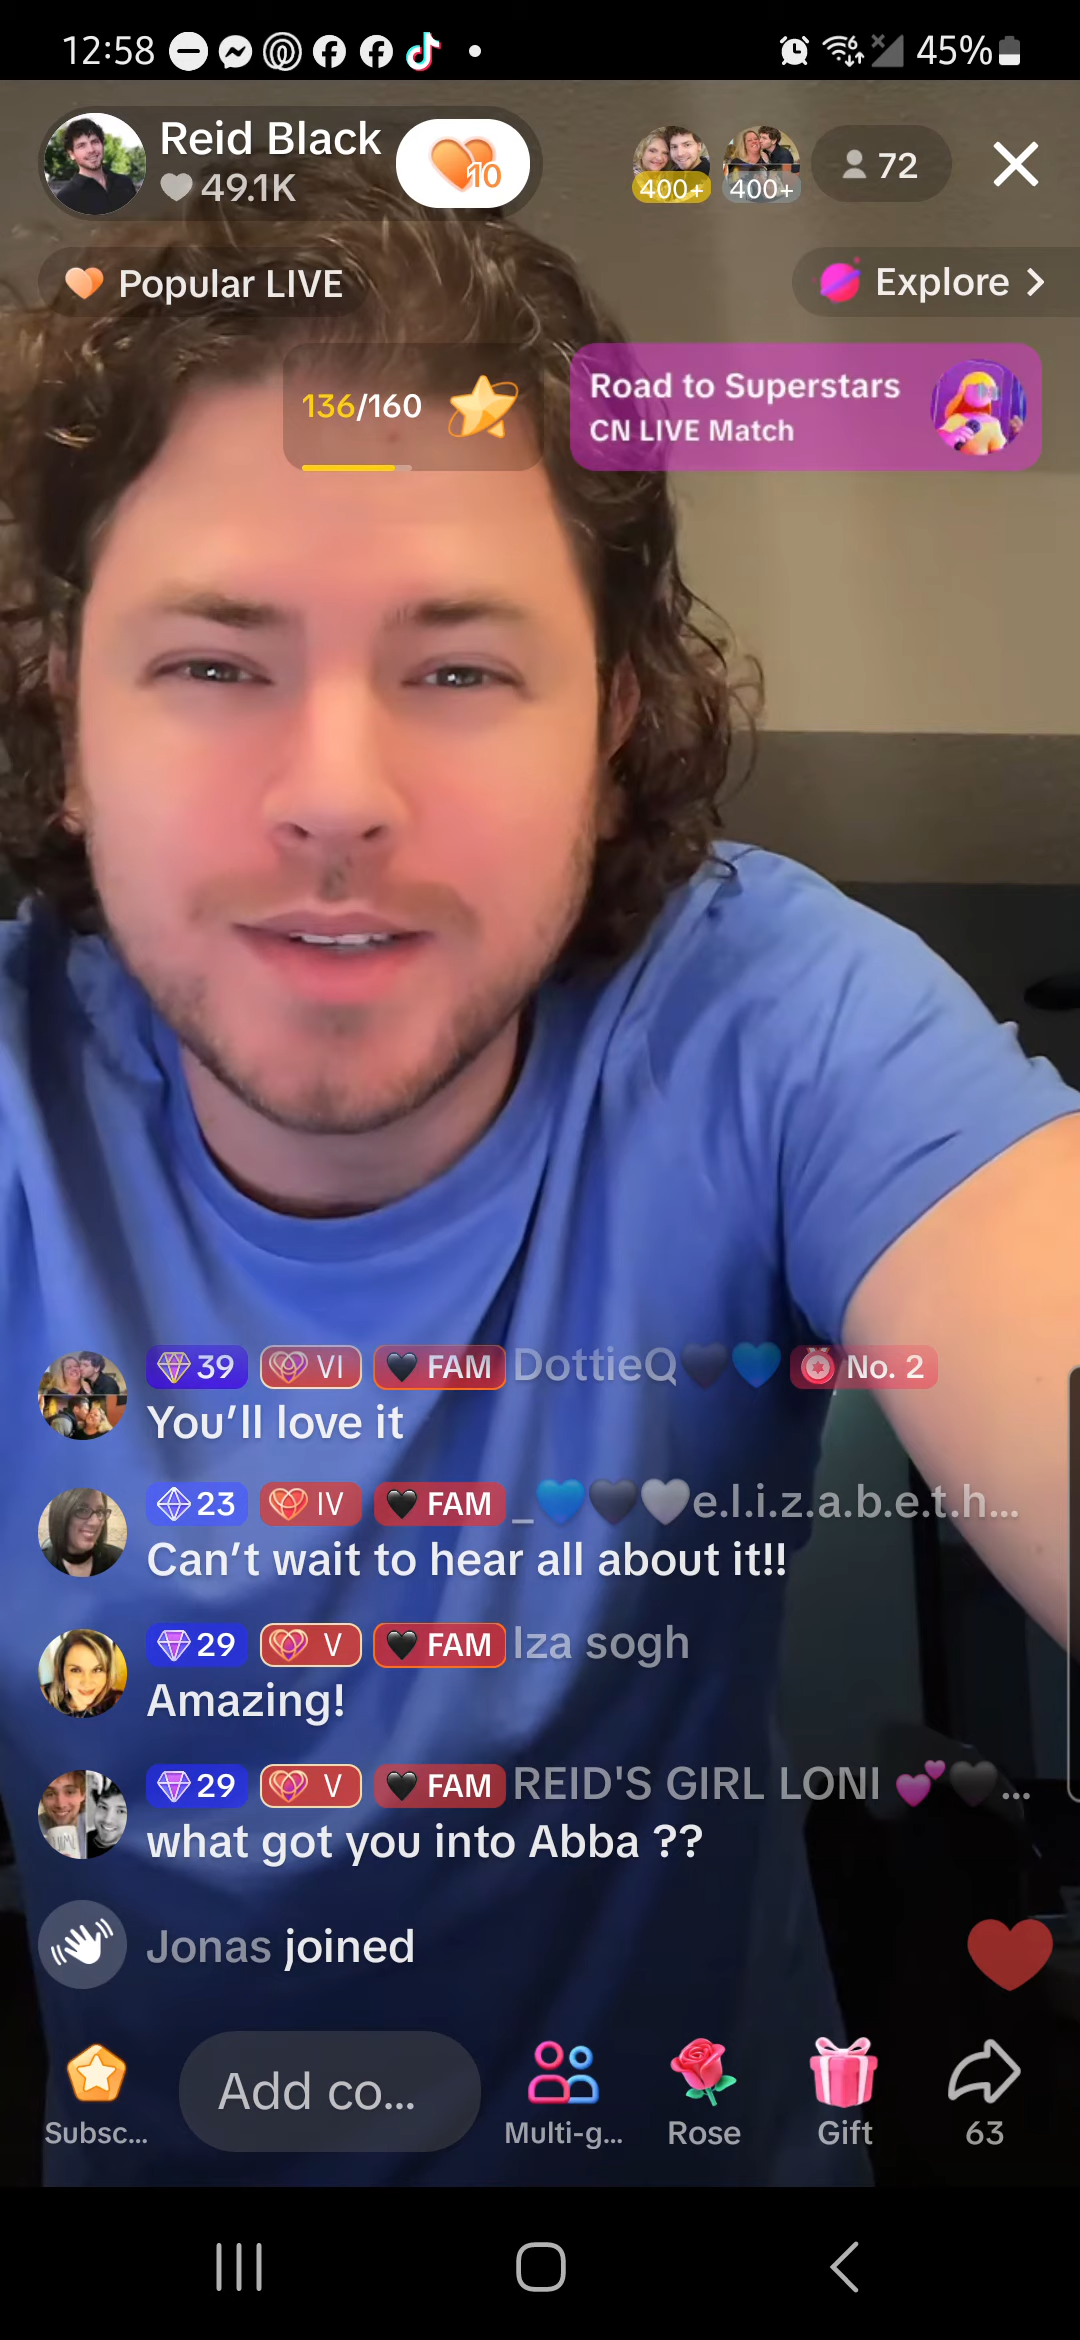 12:58
45%
Reid Black
49.1K
10
400+
400+
72
Popular LIVE
Explore
136/160
Road to Superstars
CN LIVE Match
39 VI FAM DottieQ🖤💙 No. 2
You’ll love it
23 IV FAM _💙🖤🤍e.l.i.z.a.b.e.t.h...
Can’t wait to hear all about it!!
29 V FAM Iza sogh
Amazing!
29 V FAM REID'S GIRL LONI 💕🖤...
what got you into Abba ??
Jonas joined
Add co...
Subsc...
Multi-g...
Rose
Gift
63